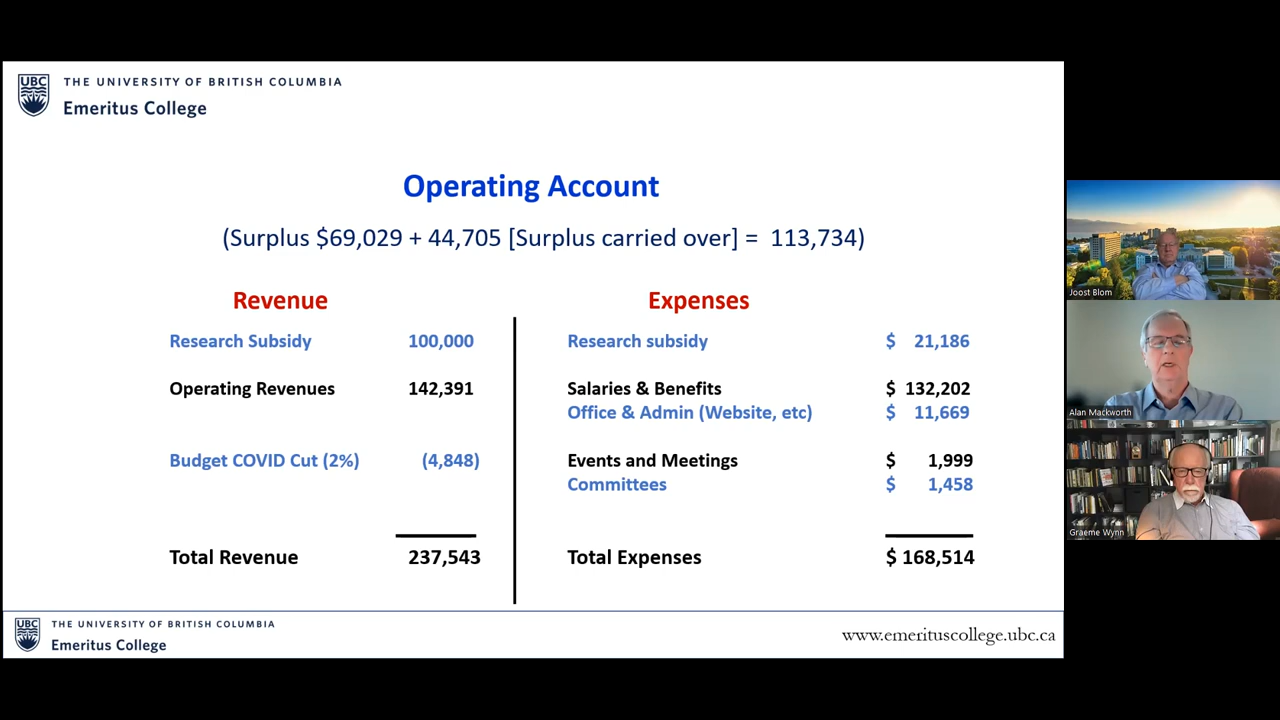 UBC
THE UNIVERSITY OF BRITISH COLUMBIA
Emeritus College
Operating Account
(Surplus $69,029 + 44,705 [Surplus carried over] = 113,734)
Revenue
Research Subsidy 100,000
Operating Revenues 142,391
Budget COVID Cut (2%) (4,848)
Total Revenue 237,543
Expenses
Research subsidy $ 21,186
Salaries & Benefits $ 132,202
Office & Admin (Website, etc) $ 11,669
Events and Meetings $ 1,999
Committees $ 1,458
Total Expenses $ 168,514
UBC
THE UNIVERSITY OF BRITISH COLUMBIA
Emeritus College
www.emerituscollege.ubc.ca
Joost Blom
Alan Mackworth
Graeme Wynn